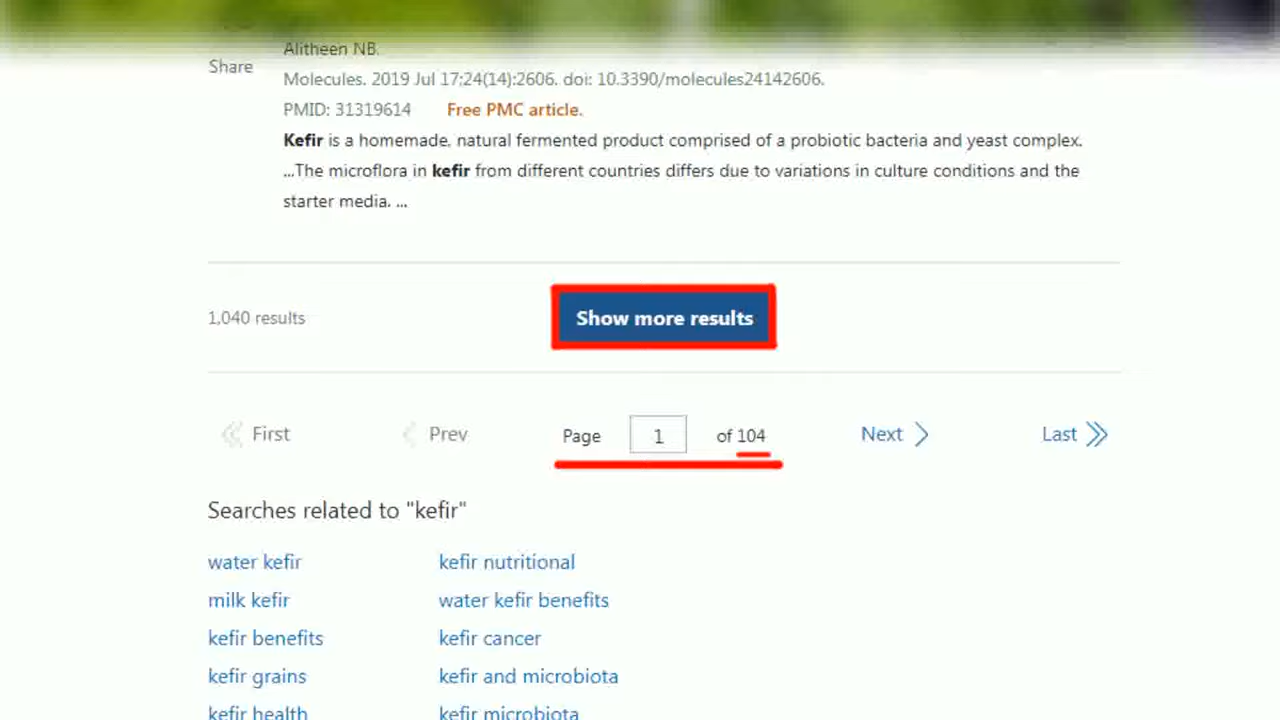 Alitheen NB.
Share
Molecules. 2019 Jul 17;24(14):2606. doi: 10.3390/molecules24142606.
PMID: 31319614 Free PMC article.
Kefir is a homemade, natural fermented product comprised of a probiotic bacteria and yeast complex.
...The microflora in kefir from different countries differs due to variations in culture conditions and the
starter media. ...
1,040 results
Show more results
First Prev Page 1 of 104 Next Last
Searches related to "kefir"
water kefir kefir nutritional
milk kefir water kefir benefits
kefir benefits kefir cancer
kefir grains kefir and microbiota
kefir health kefir microbiota